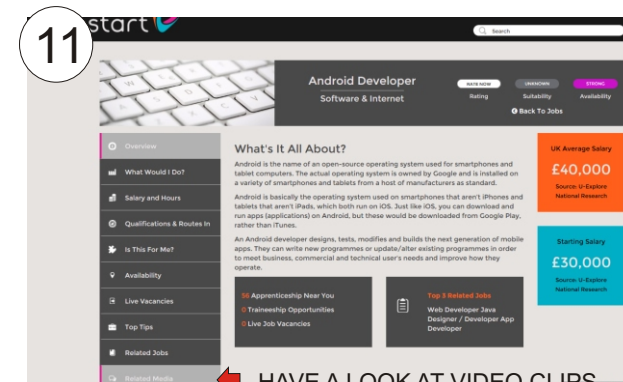 11
start
Search
Android Developer
Software & Internet
RATE NOW
UNKNOWN
STRONG
Rating
Suitability
Availability
Back To Jobs
Overview
What Would I Do?
Salary and Hours
Qualifications & Routes In
Is This For Me?
Availability
Live Vacancies
Top Tips
Related Jobs
Related Media
What's It All About?
Android is the name of an open-source operating system used for smartphones and
tablet computers. The actual operating system is owned by Google and is installed on
a variety of smartphones and tablets from a host of manufacturers as standard.
Android is basically the operating system used on smartphones that aren't iPhones and
tablets that aren't iPads, which both run on iOS. Just like iOS, you can download and
run apps (applications) on Android, but these would be downloaded from Google Play,
rather than iTunes.
An Android developer designs, tests, modifies and builds the next generation of mobile
apps. They can write new programmes or update/alter existing programmes in order
to meet business, commercial and technical user's needs and improve how they
operate.
56 Apprenticeship Near You
0 Traineeship Opportunities
0 Live Job Vacancies
Top 3 Related Jobs
Web Developer Java
Designer / Developer App
Developer
UK Average Salary
£40,000
Source: U-Explore
National Research
Starting Salary
£30,000
Source: U-Explore
National Research
HAVE A LOOK AT VIDEO CLIPS